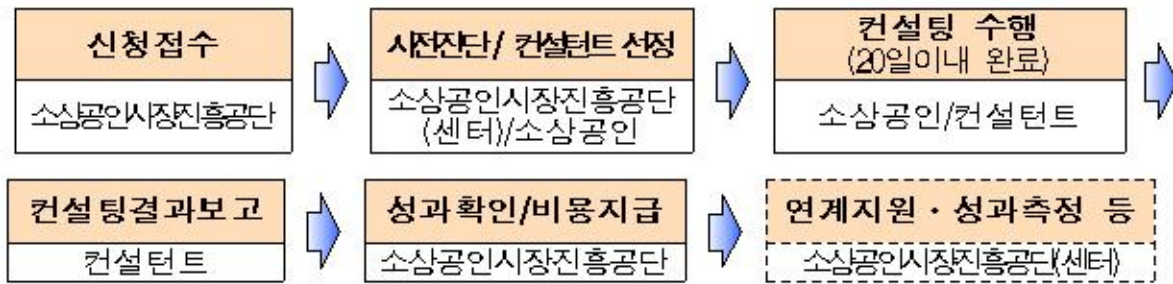 신청접수
소상공인시장진흥공단
사전진단/ 컨설턴트 선정
소상공인시장진흥공단
(센터)/소상공인
컨설팅 수행
(20일이내 완료)
소상공인/컨설턴트
컨설팅결과보고
컨설턴트
성과확인/비용지급
소상공인시장진흥공단
연계지원·성과측정 등
소상공인시장진흥공단(센터)